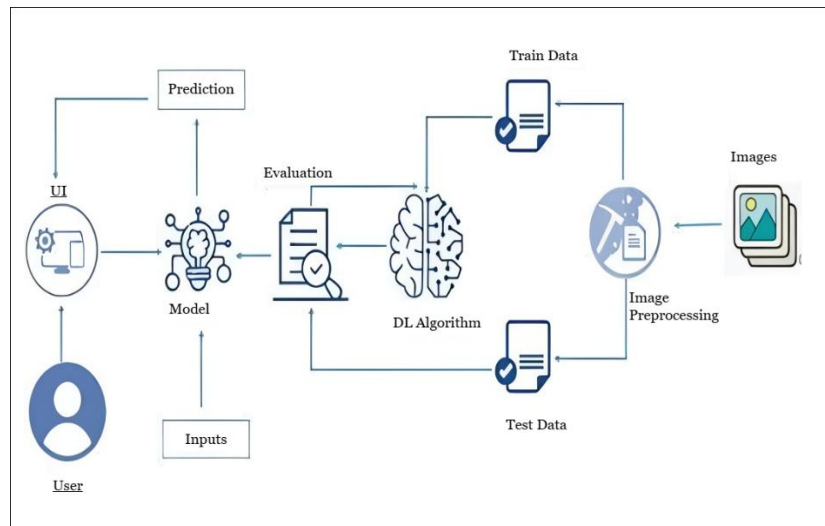 Train Data
Prediction
Images
Evaluation
UI
Model
DL Algorithm
Image
Preprocessing
Inputs
Test Data
User